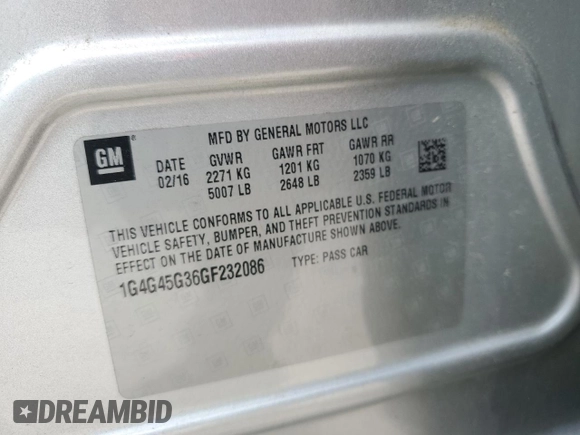 GM
MFD BY GENERAL MOTORS LLC
DATE GVWR GAWR FRT GAWR RR
02/16 2271 KG 1201 KG 1070 KG
5007 LB 2648 LB 2359 LB
THIS VEHICLE CONFORMS TO ALL APPLICABLE U.S. FEDERAL MOTOR
VEHICLE SAFETY, BUMPER, AND THEFT PREVENTION STANDARDS IN
EFFECT ON THE DATE OF MANUFACTURE SHOWN ABOVE.
1G4G45G36GF232086 TYPE: PASS CAR
DREAMBID